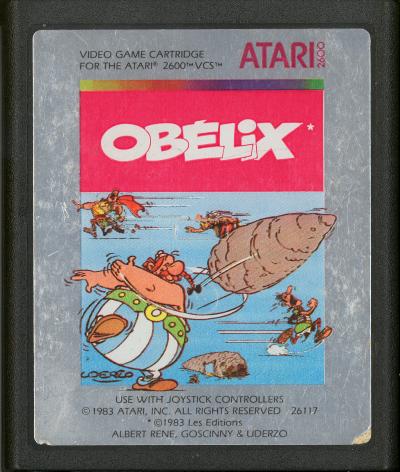 VIDEO GAME CARTRIDGE
FOR THE ATARI® 2600™ VCS™
ATARI 2600
OBÉLIX *
UDERZO
USE WITH JOYSTICK CONTROLLERS
© 1983 ATARI, INC. ALL RIGHTS RESERVED 26117
* ©1983 Les Editions
ALBERT RENE, GOSCINNY & UDERZO